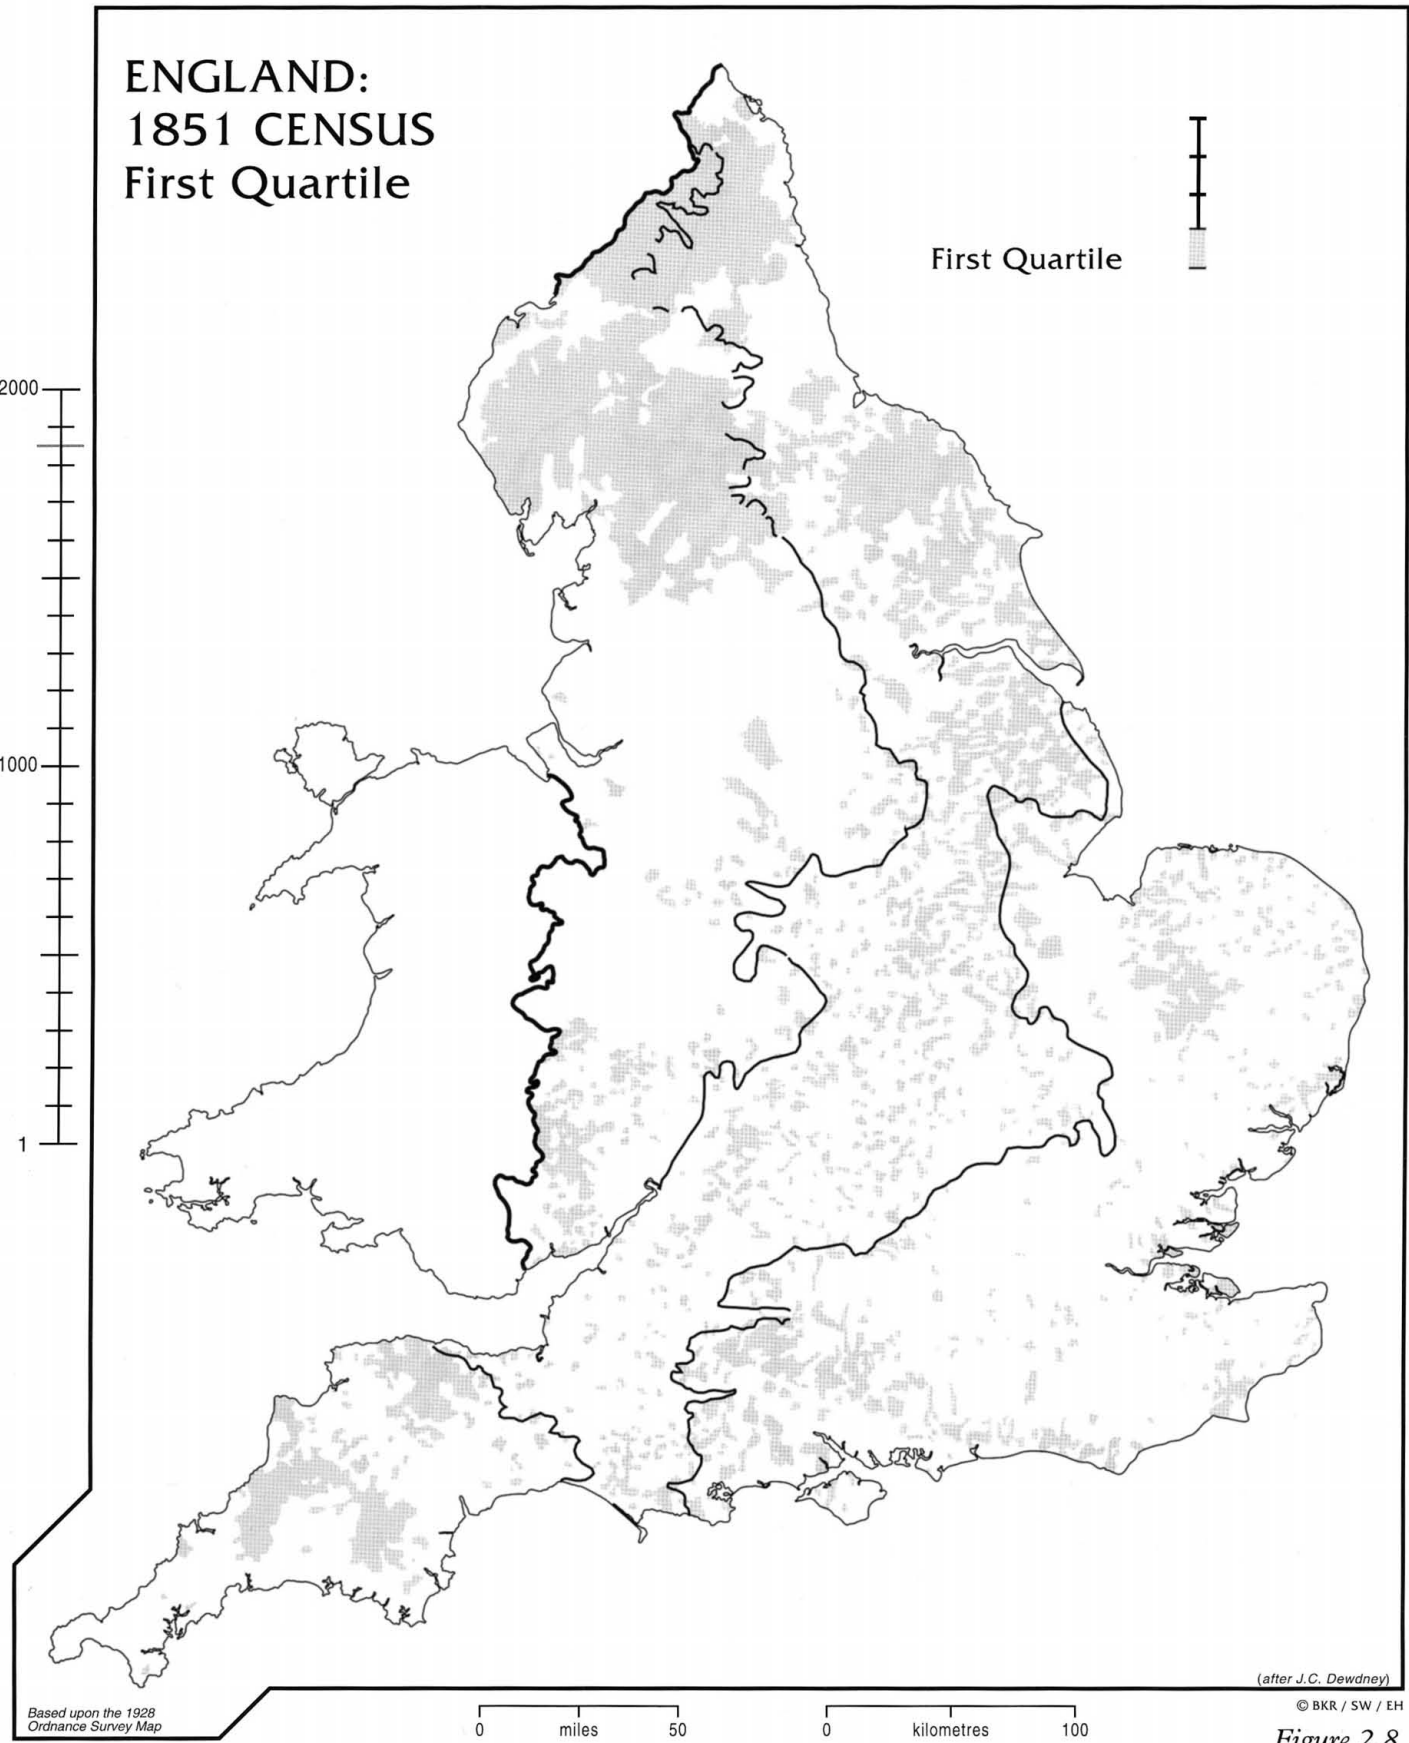 ENGLAND:
1851 CENSUS
First Quartile
First Quartile
2000
1000
1
(after J.C. Dewdney)
Based upon the 1928
Ordnance Survey Map
0 miles 50
0 kilometres 100
© BKR / SW / EH
Figure 2.8